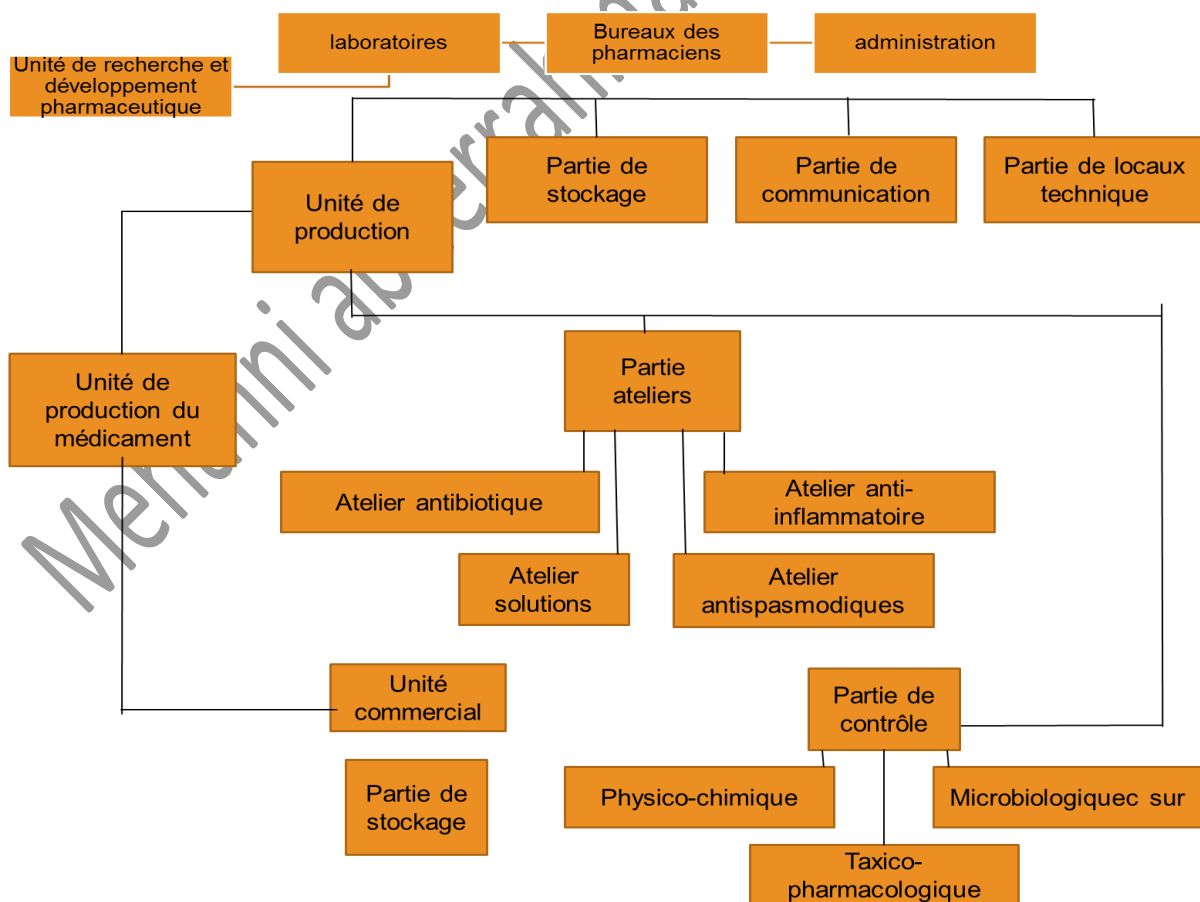 laboratoires
Bureaux des
pharmaciens
administration
Unité de recherche et
développement
pharmaceutique
Partie de
stockage
Partie de
communication
Partie de locaux
technique
Unité de
production
Unité de
production du
médicament
Partie
ateliers
Atelier antibiotique
Atelier anti-
inflammatoire
Atelier
solutions
Atelier
antispasmodiques
Unité
commercial
Partie de
contrôle
Partie de
stockage
Physico-chimique
Microbiologiquec sur
Taxico-
pharmacologique